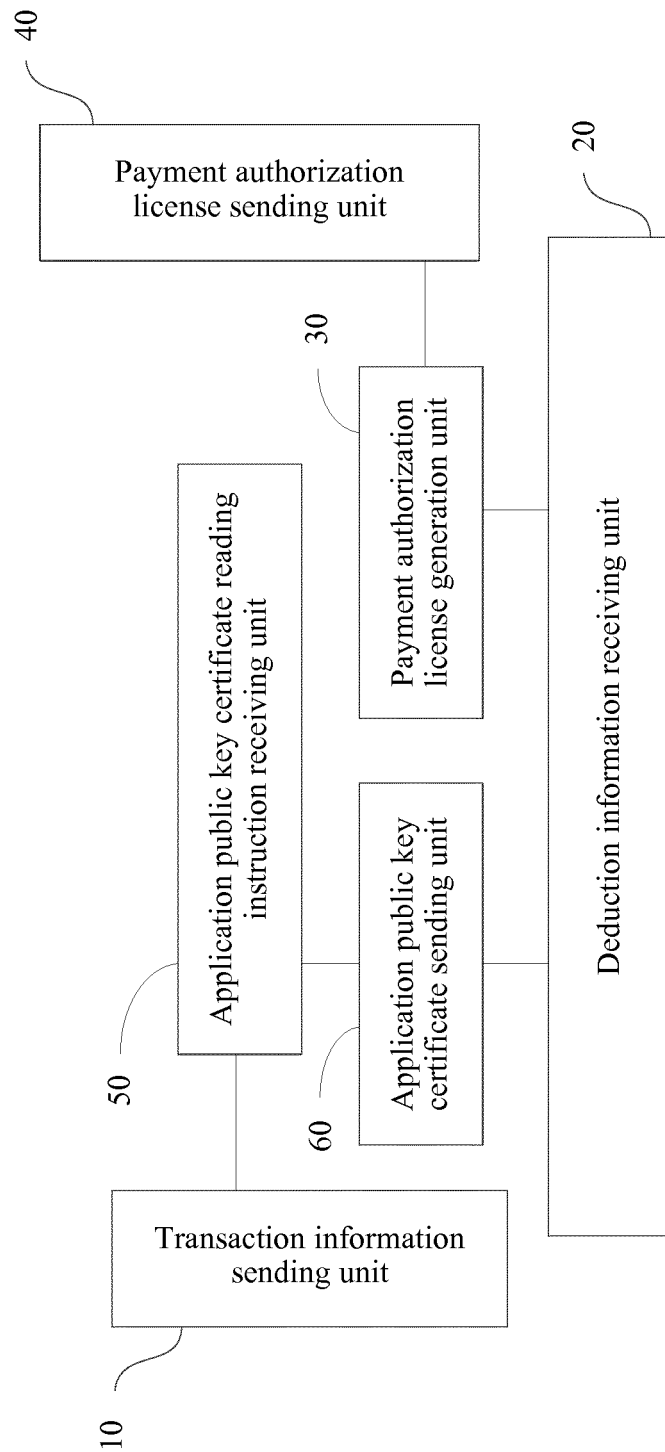 40
Payment authorization
license sending unit
20
30
Payment authorization
license generation unit
Application public key certificate reading
instruction receiving unit
50
Application public key
certificate sending unit
60
Deduction information receiving unit
Transaction information
sending unit
10